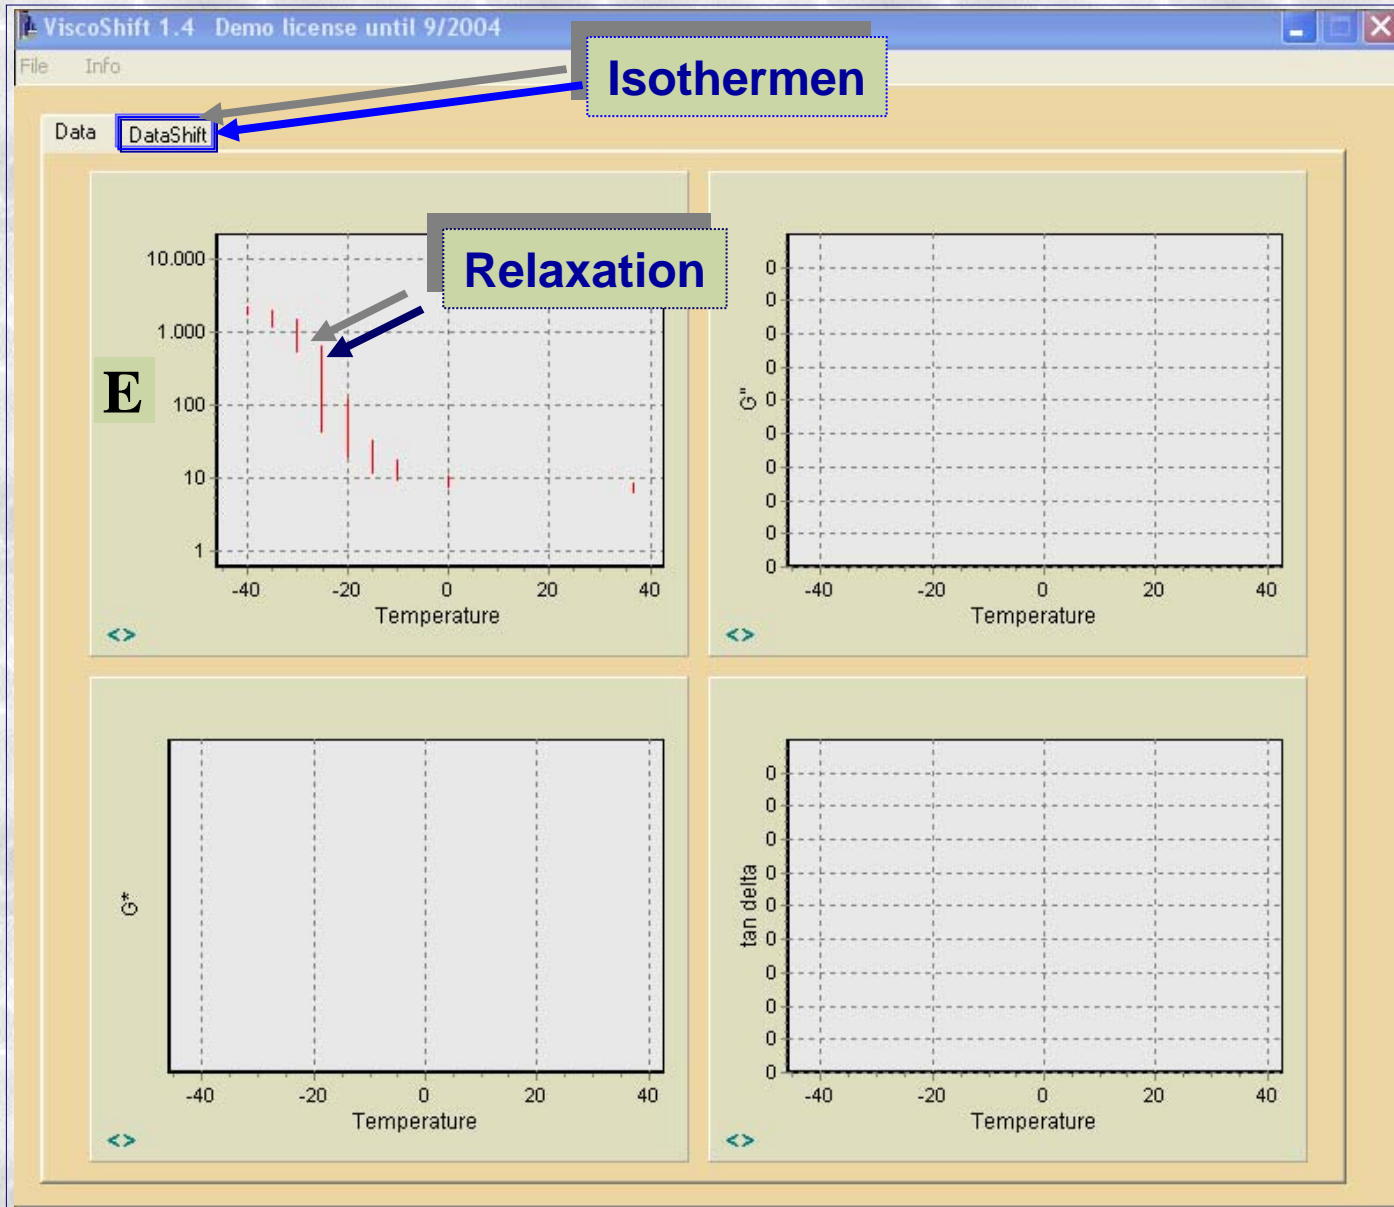 ViscoShift 1.4 Demo license until 9/2004
File Info
Isothermen
Data DataShift
Relaxation
E
10.000
1.000
100
10
1
-40 -20 0 20 40
Temperature
<>
G"
0
0
0
0
0
0
0
0
0
0
-40 -20 0 20 40
Temperature
<>
G*
-40 -20 0 20 40
Temperature
<>
tan delta
0
0
0
0
0
0
0
0
0
0
-40 -20 0 20 40
Temperature
<>